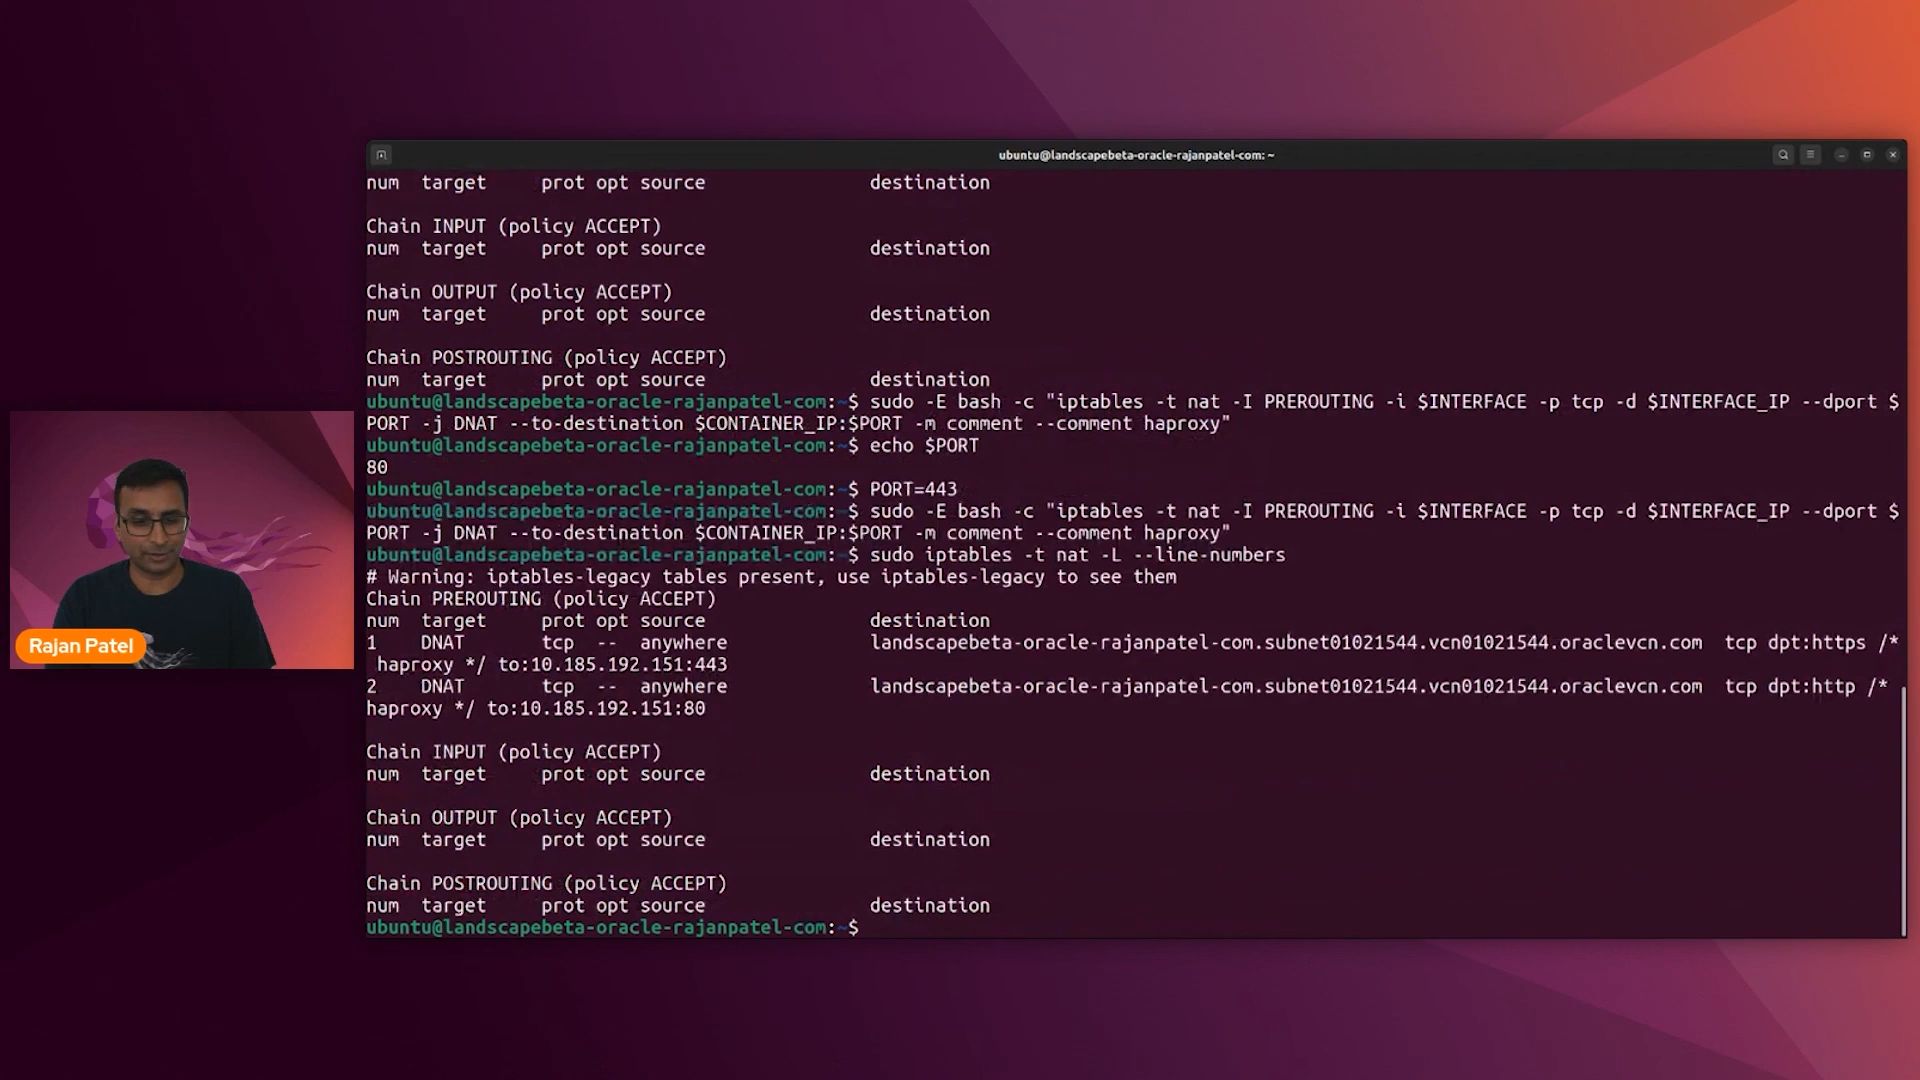 ubuntu@landscapebeta-oracle-rajanpatel-com: ~
num target prot opt source destination
Chain INPUT (policy ACCEPT)
num target prot opt source destination
Chain OUTPUT (policy ACCEPT)
num target prot opt source destination
Chain POSTROUTING (policy ACCEPT)
num target prot opt source destination
ubuntu@landscapebeta-oracle-rajanpatel-com:~$ sudo -E bash -c "iptables -t nat -I PREROUTING -i $INTERFACE -p tcp -d $INTERFACE_IP --dport $
PORT -j DNAT --to-destination $CONTAINER_IP:$PORT -m comment --comment haproxy"
ubuntu@landscapebeta-oracle-rajanpatel-com:~$ echo $PORT
80
ubuntu@landscapebeta-oracle-rajanpatel-com:~$ PORT=443
ubuntu@landscapebeta-oracle-rajanpatel-com:~$ sudo -E bash -c "iptables -t nat -I PREROUTING -i $INTERFACE -p tcp -d $INTERFACE_IP --dport $
PORT -j DNAT --to-destination $CONTAINER_IP:$PORT -m comment --comment haproxy"
ubuntu@landscapebeta-oracle-rajanpatel-com:~$ sudo iptables -t nat -L --line-numbers
# Warning: iptables-legacy tables present, use iptables-legacy to see them
Chain PREROUTING (policy ACCEPT)
num target prot opt source destination
1 DNAT tcp -- anywhere landscapebeta-oracle-rajanpatel-com.subnet01021544.vcn01021544.oraclevcn.com tcp dpt:https /*
haproxy */ to:10.185.192.151:443
2 DNAT tcp -- anywhere landscapebeta-oracle-rajanpatel-com.subnet01021544.vcn01021544.oraclevcn.com tcp dpt:http /*
haproxy */ to:10.185.192.151:80
Chain INPUT (policy ACCEPT)
num target prot opt source destination
Chain OUTPUT (policy ACCEPT)
num target prot opt source destination
Chain POSTROUTING (policy ACCEPT)
num target prot opt source destination
ubuntu@landscapebeta-oracle-rajanpatel-com:~$
Rajan Patel